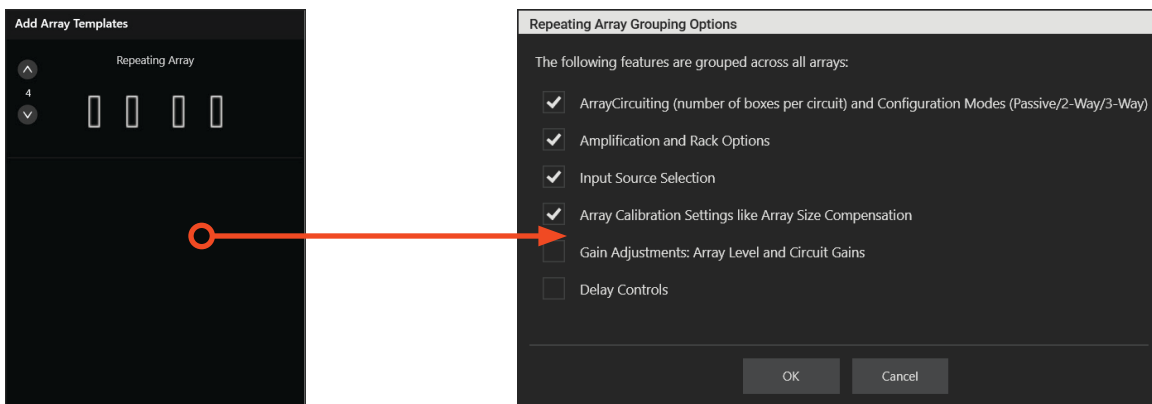 Add Array Templates
Repeating Array
4
Repeating Array Grouping Options
The following features are grouped across all arrays:
ArrayCircuiting (number of boxes per circuit) and Configuration Modes (Passive/2-Way/3-Way)
Amplification and Rack Options
Input Source Selection
Array Calibration Settings like Array Size Compensation
Gain Adjustments: Array Level and Circuit Gains
Delay Controls
OK
Cancel